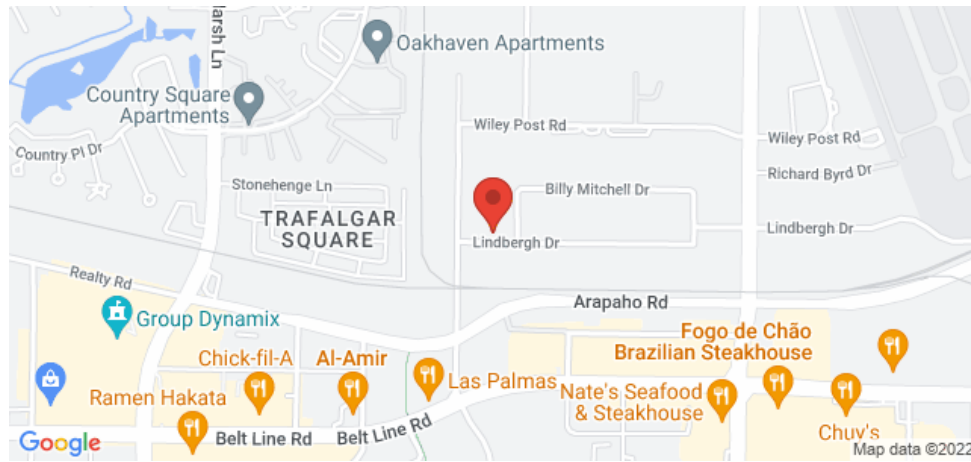 Marsh Ln
Oakhaven Apartments
Country Square
Apartments
Wiley Post Rd
Wiley Post Rd
Country Pl Dr
Richard Byrd Dr
Stonehenge Ln
Billy Mitchell Dr
TRAFALGAR
SQUARE
Lindbergh Dr
Lindbergh Dr
Realty Rd
Arapaho Rd
Group Dynamix
Fogo de Chão
Brazilian Steakhouse
Chick-fil-A
Al-Amir
Las Palmas
Ramen Hakata
Nate's Seafood
& Steakhouse
Belt Line Rd
Belt Line Rd
Chuy's
Google
Map data ©2022